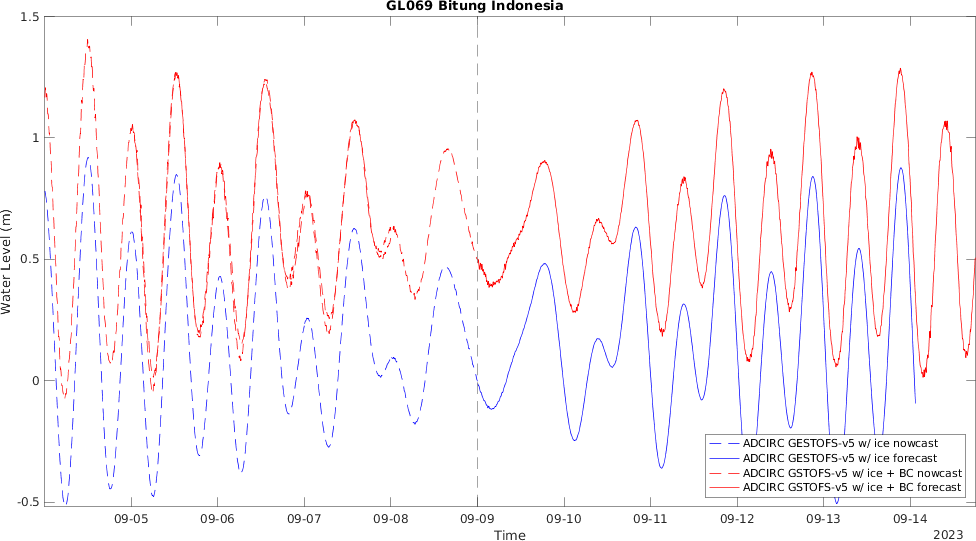 GL069 Bitung Indonesia
1.5
1
0.5
0
-0.5
Water Level (m)
09-05 09-06 09-07 09-08 09-09 09-10 09-11 09-12 09-13 09-14
Time
2023
ADCIRC GESTOFS-v5 w/ ice nowcast
ADCIRC GESTOFS-v5 w/ ice forecast
ADCIRC GSTOFS-v5 w/ ice + BC nowcast
ADCIRC GSTOFS-v5 w/ ice + BC forecast